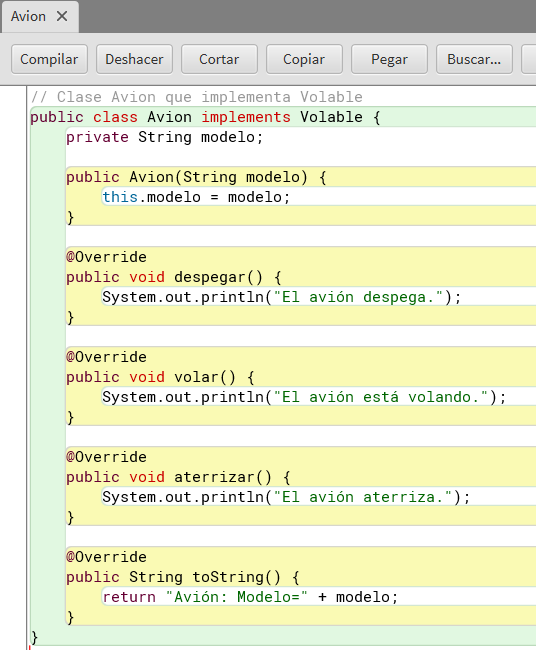 Avion
Compilar Deshacer Cortar Copiar Pegar Buscar...
// Clase Avion que implementa Volable
public class Avion implements Volable {
    private String modelo;

    public Avion(String modelo) {
        this.modelo = modelo;
    }

    @Override
    public void despegar() {
        System.out.println("El avión despega.");
    }

    @Override
    public void volar() {
        System.out.println("El avión está volando.");
    }

    @Override
    public void aterrizar() {
        System.out.println("El avión aterriza.");
    }

    @Override
    public String toString() {
        return "Avión: Modelo=" + modelo;
    }
}